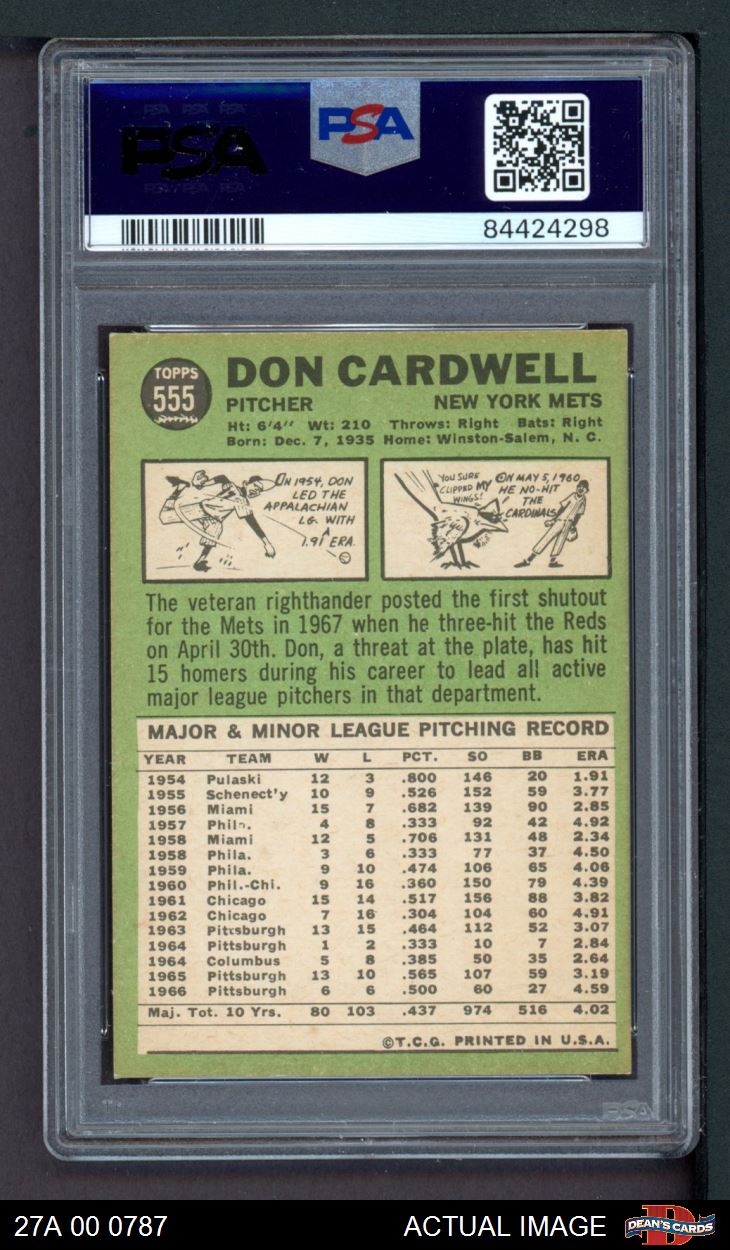 PSA PSA PSA
PSA
PSA PSA PSA
PSA
84424298
TOPPS
555
DON CARDWELL
PITCHER NEW YORK METS
Ht: 6'4" Wt: 210 Throws: Right Bats: Right
Born: Dec. 7, 1935 Home: Winston-Salem, N. C.
ON 1954, DON
LED THE
APPALACHIAN
LG. WITH
A
1.91 ERA
YOU SURE
CLIPPED MY
WINGS!
ON MAY 5, 1960
HE NO-HIT
THE
CARDINALS
The veteran righthander posted the first shutout
for the Mets in 1967 when he three-hit the Reds
on April 30th. Don, a threat at the plate, has hit
15 homers during his career to lead all active
major league pitchers in that department.
MAJOR & MINOR LEAGUE PITCHING RECORD
YEAR TEAM W L PCT. SO BB ERA
1954 Pulaski 12 3 .800 146 20 1.91
1955 Schenect'y 10 9 .526 152 59 3.77
1956 Miami 15 7 .682 139 90 2.85
1957 Phila. 4 8 .333 92 42 4.92
1958 Miami 12 5 .706 131 48 2.34
1958 Phila. 3 6 .333 77 37 4.50
1959 Phila. 9 10 .474 106 65 4.06
1960 Phil.-Chi. 9 16 .360 150 79 4.39
1961 Chicago 15 14 .517 156 88 3.82
1962 Chicago 7 16 .304 104 60 4.91
1963 Pittsburgh 13 15 .464 112 52 3.07
1964 Pittsburgh 1 2 .333 10 7 2.84
1964 Columbus 5 8 .385 50 35 2.64
1965 Pittsburgh 13 10 .565 107 59 3.19
1966 Pittsburgh 6 6 .500 60 27 4.59
Maj. Tot. 10 Yrs. 80 103 .437 974 516 4.02
©T.C.G. PRINTED IN U.S.A.
PSA
27A 00 0787 ACTUAL IMAGE
DEAN'S CARDS